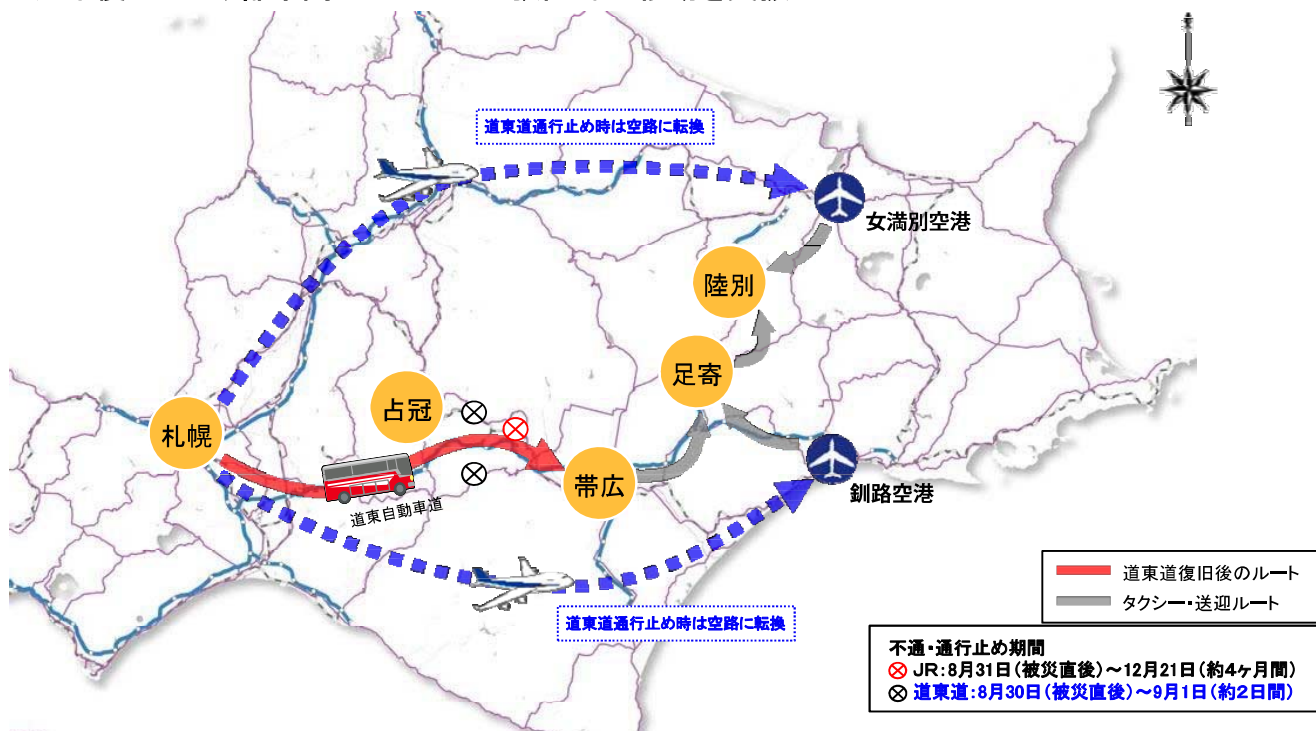 道東道通行止め時は空路に転換
女満別空港
陸別
足寄
占冠
札幌
帯広
釧路空港
道東自動車道
道東道通行止め時は空路に転換
道東道復旧後のルート
タクシー・送迎ルート
不通・通行止め期間
JR:8月31日(被災直後)~12月21日(約4ヶ月間)
道東道:8月30日(被災直後)~9月1日(約2日間)